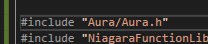 #include "Aura/Aura.h"
#include "NiagaraFunctionLib